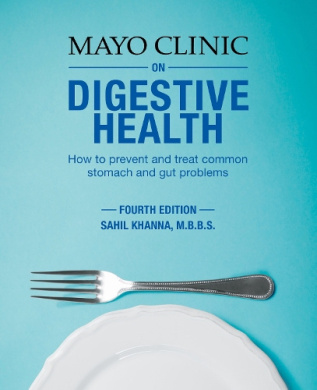 MAYO CLINIC
ON
DIGESTIVE
HEALTH
How to prevent and treat common
stomach and gut problems
FOURTH EDITION
SAHIL KHANNA, M.B.B.S.